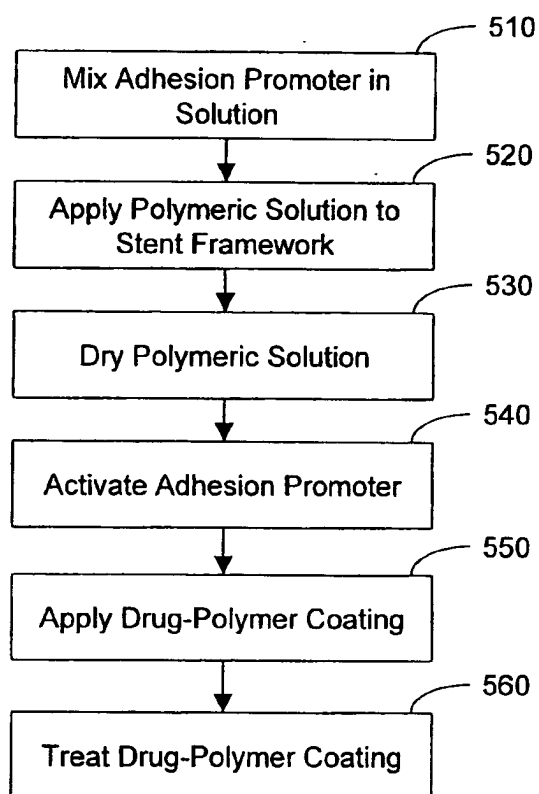 510
Mix Adhesion Promoter in
Solution
520
Apply Polymeric Solution to
Stent Framework
530
Dry Polymeric Solution
540
Activate Adhesion Promoter
550
Apply Drug-Polymer Coating
560
Treat Drug-Polymer Coating